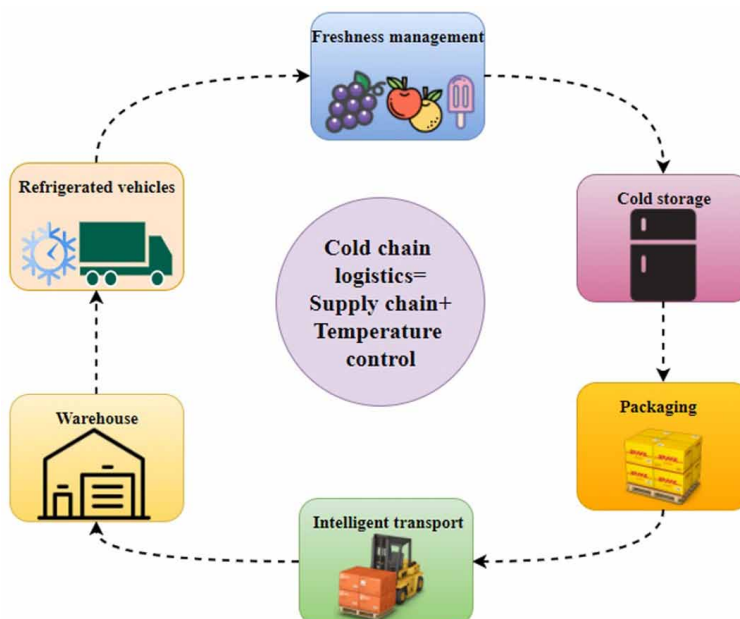 Freshness management
Refrigerated vehicles
Cold storage
Cold chain
logistics=
Supply chain+
Temperature
control
Warehouse
Packaging
Intelligent transport